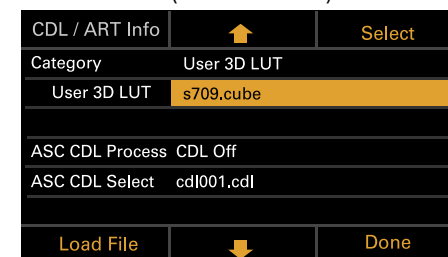 CDL / ART Info Select
Category User 3D LUT
User 3D LUT s709.cube
ASC CDL Process CDL Off
ASC CDL Select cdl001.cdl
Load File Done